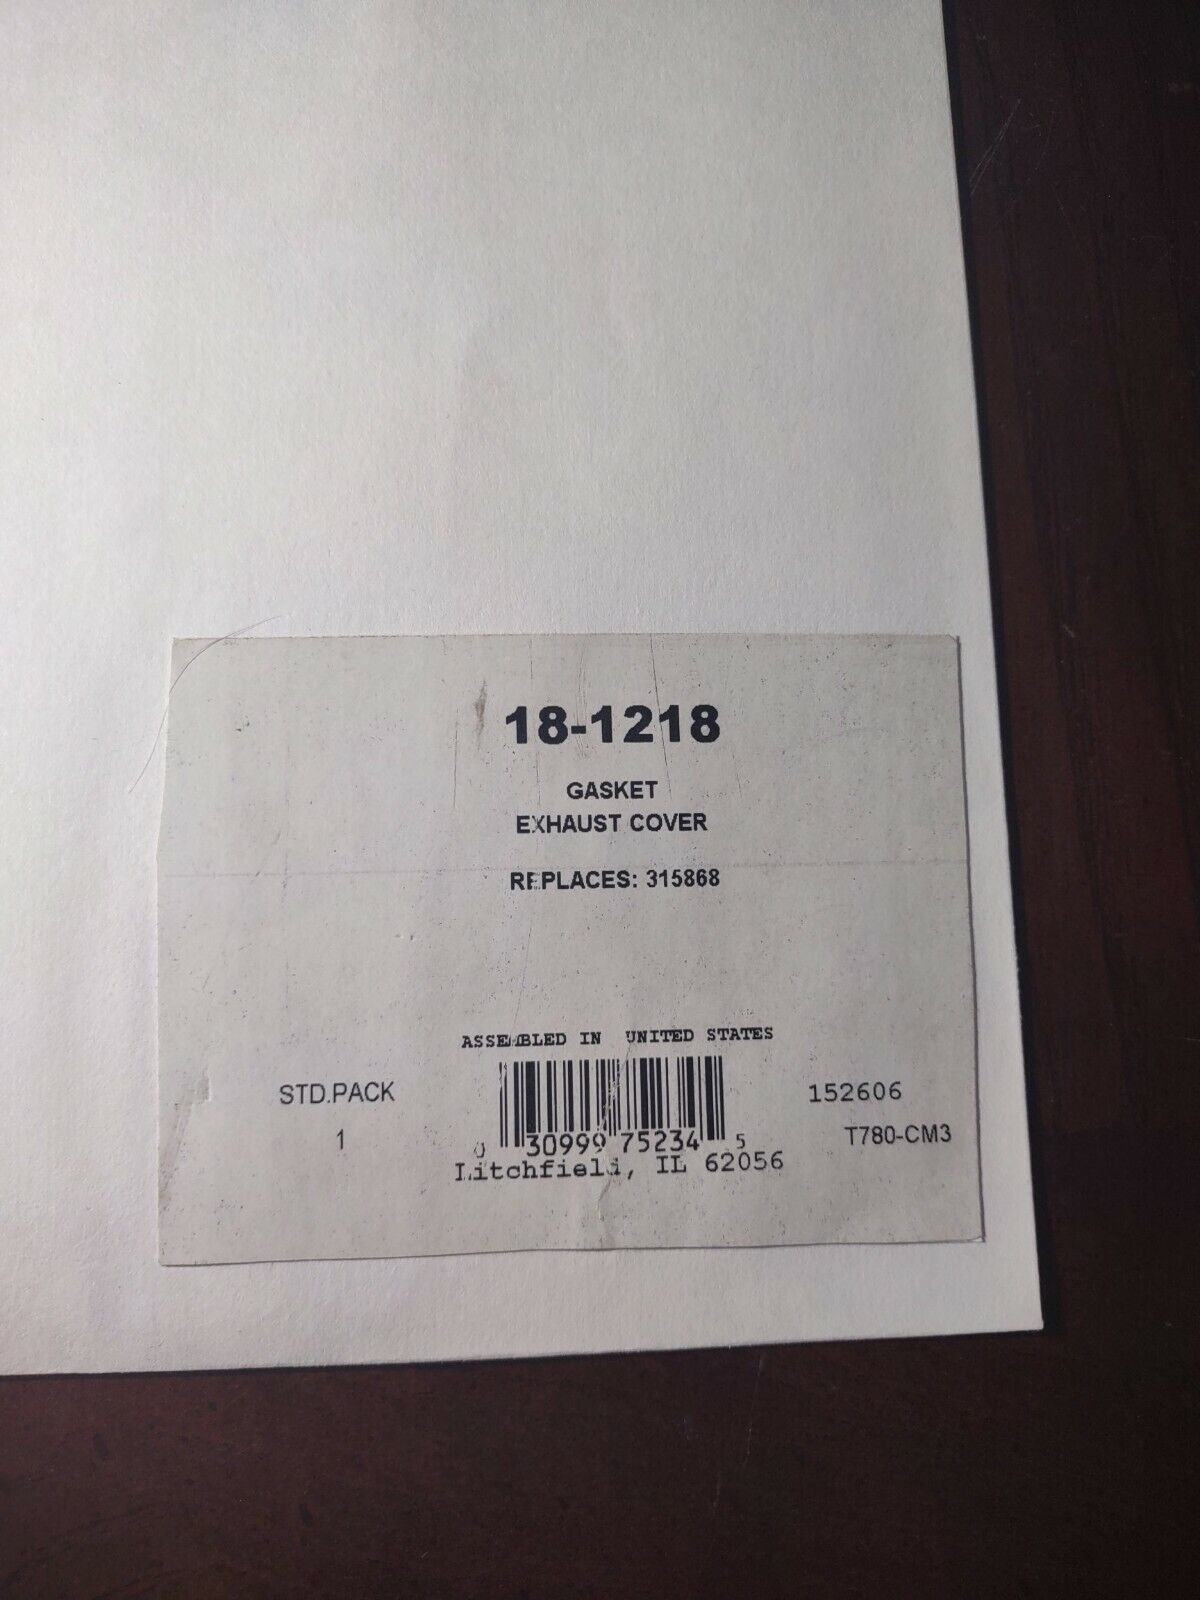 18-1218
GASKET
EXHAUST COVER
REPLACES: 315868
ASSEMBLED IN UNITED STATES
STD.PACK
1
0 30999 75234 5
Litchfield, IL 62056
152606
T780-CM3